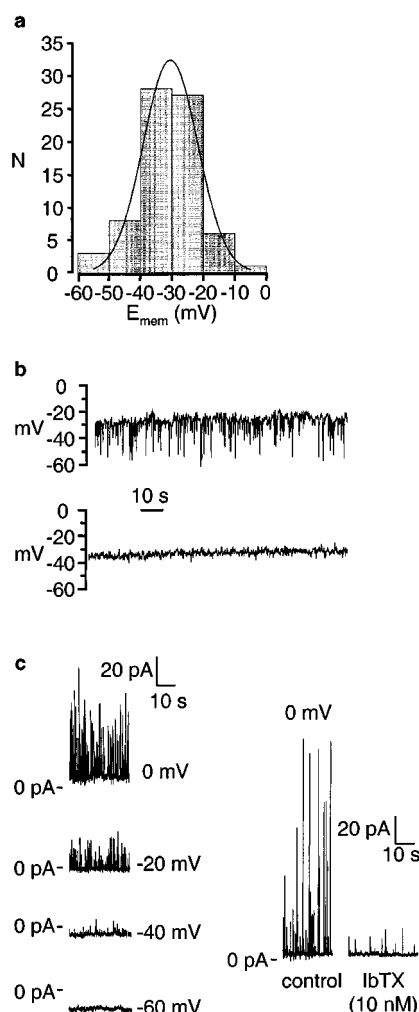 a
35
30
25
N
20
15
10
5
0
-60 -50 -40 -30 -20 -10 0
E_mem (mV)
b
0
-20
mV -40
-60
10 s
0
-20
mV -40
-60
c
20 pA
10 s
0 mV
0 pA-
0 pA- -20 mV
0 pA-
-40 mV
0 pA-
-60 mV
0 mV
20 pA
10 s
0 pA-
control IbTX
(10 nM)